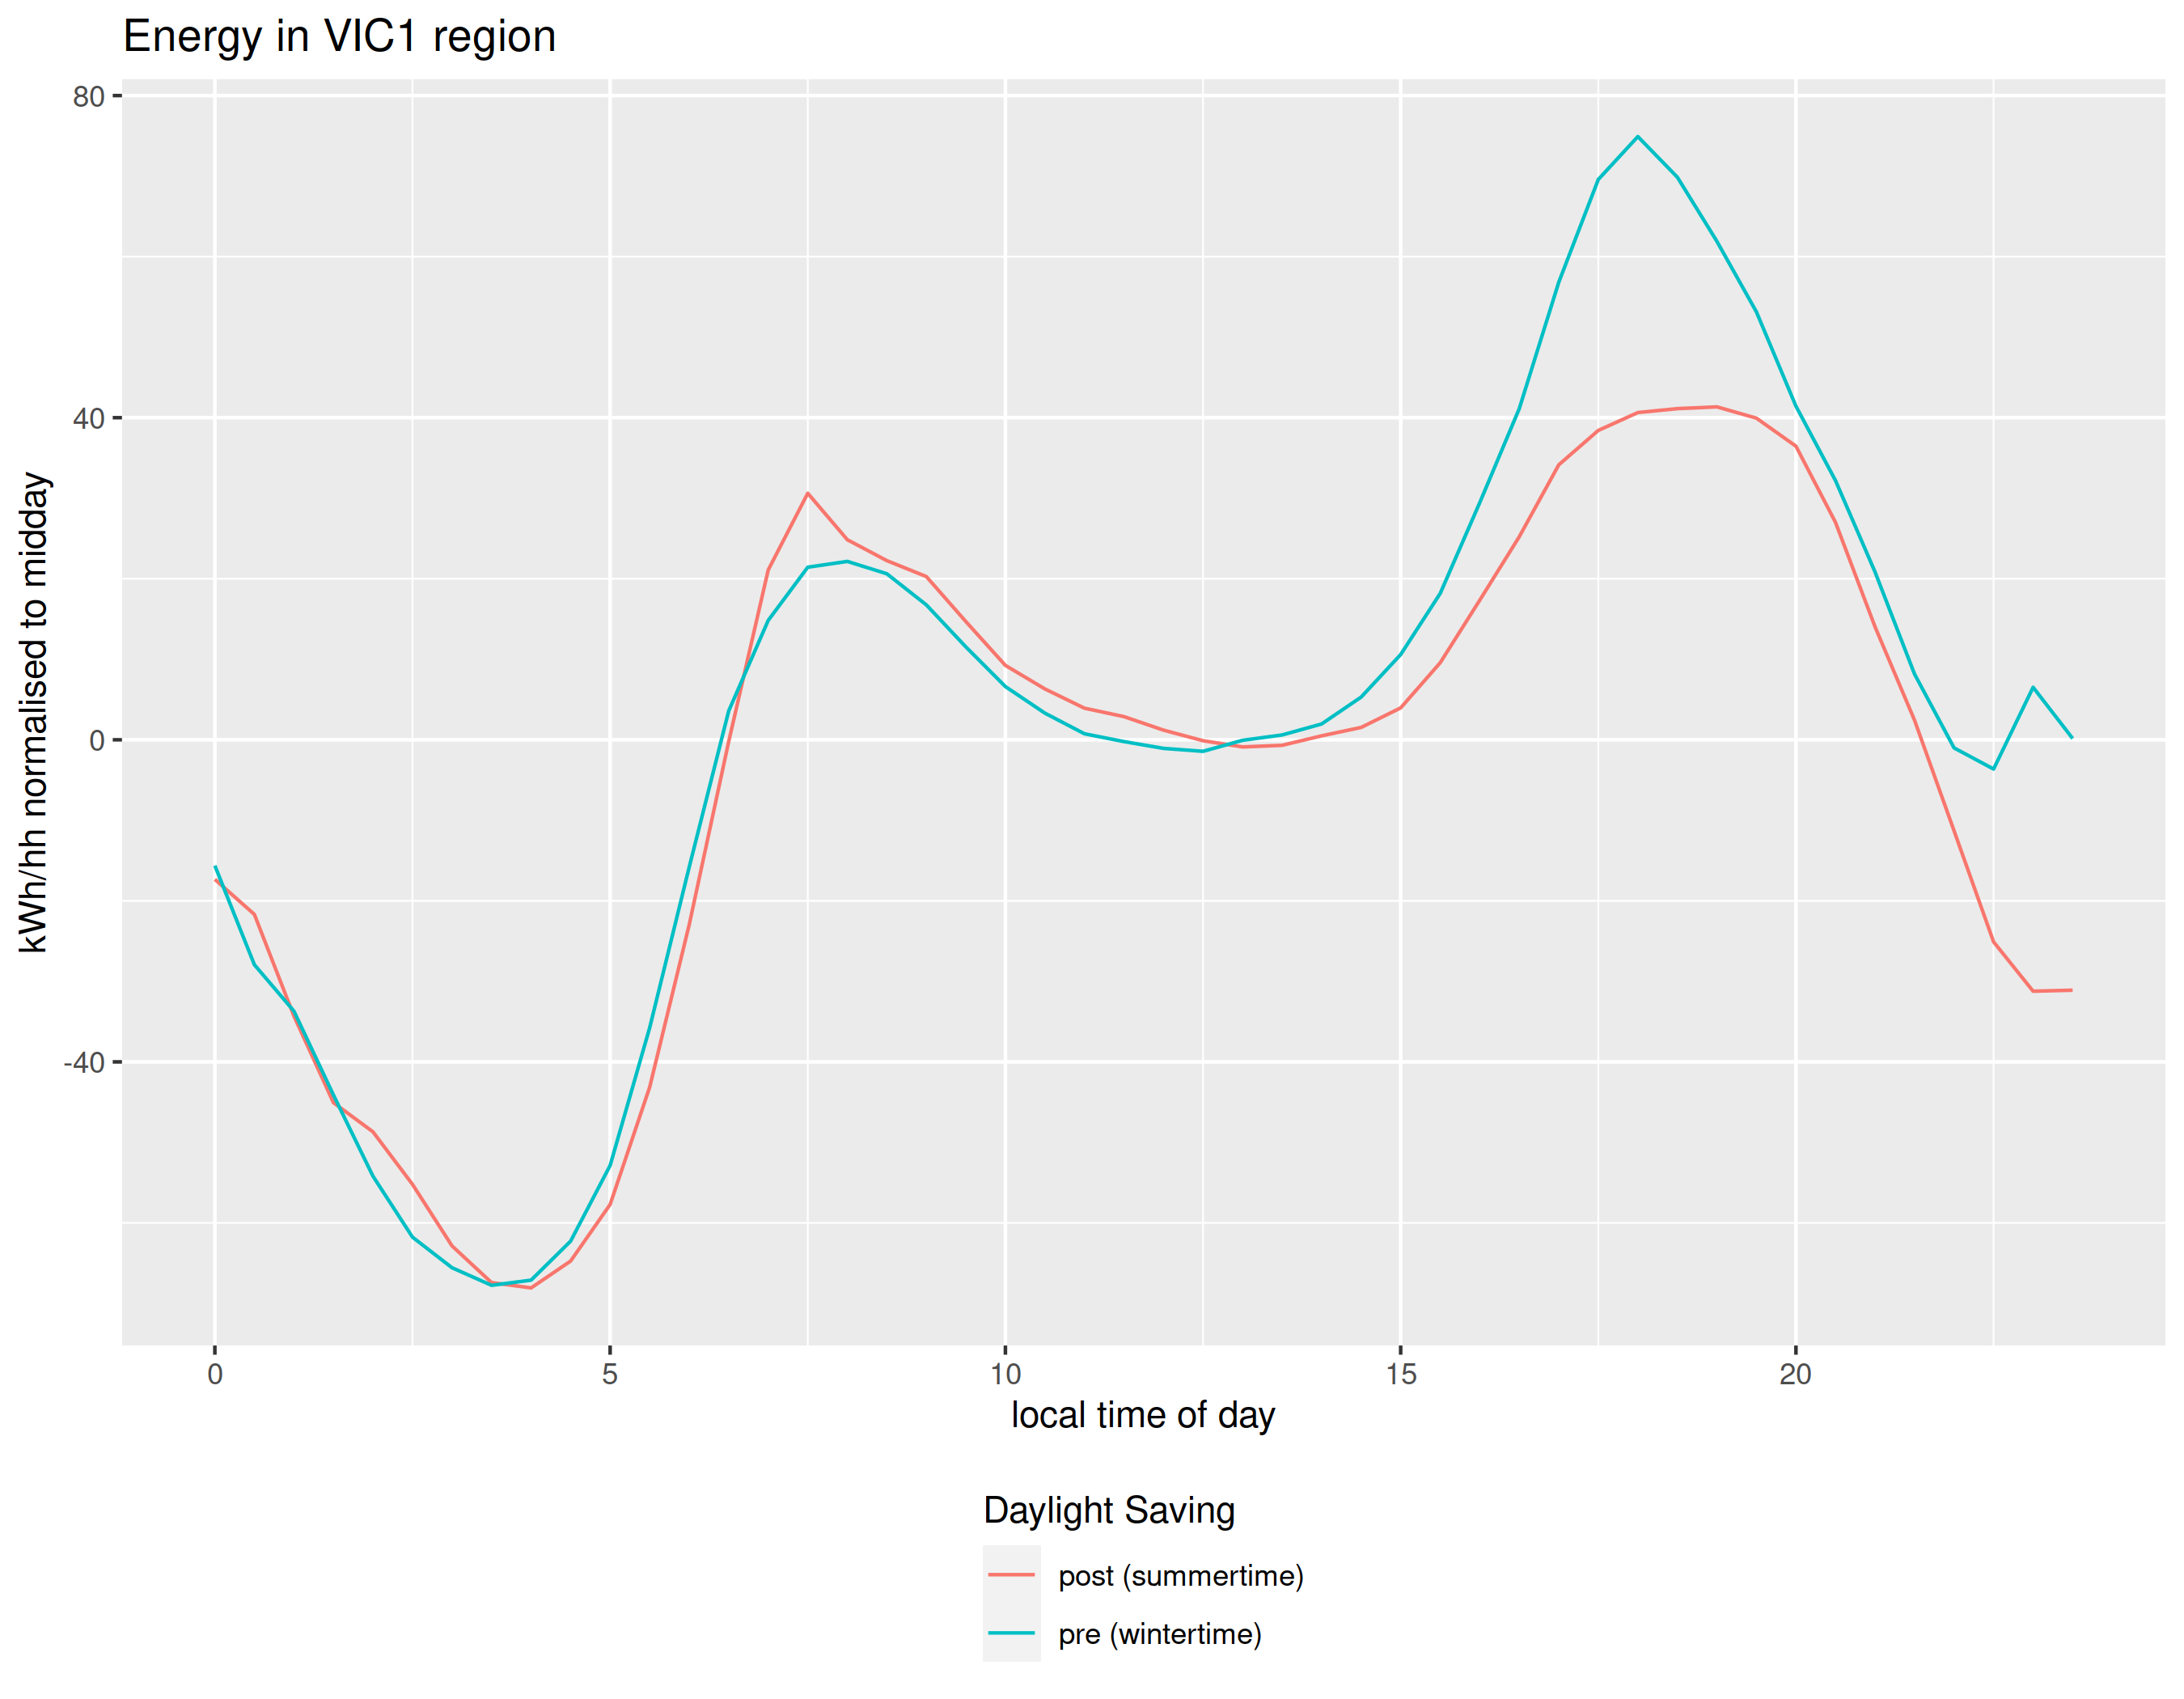 Energy in VIC1 region
80
40
0
-40
kWh/hh normalised to midday
0 5 10 15 20
local time of day
Daylight Saving
post (summertime)
pre (wintertime)